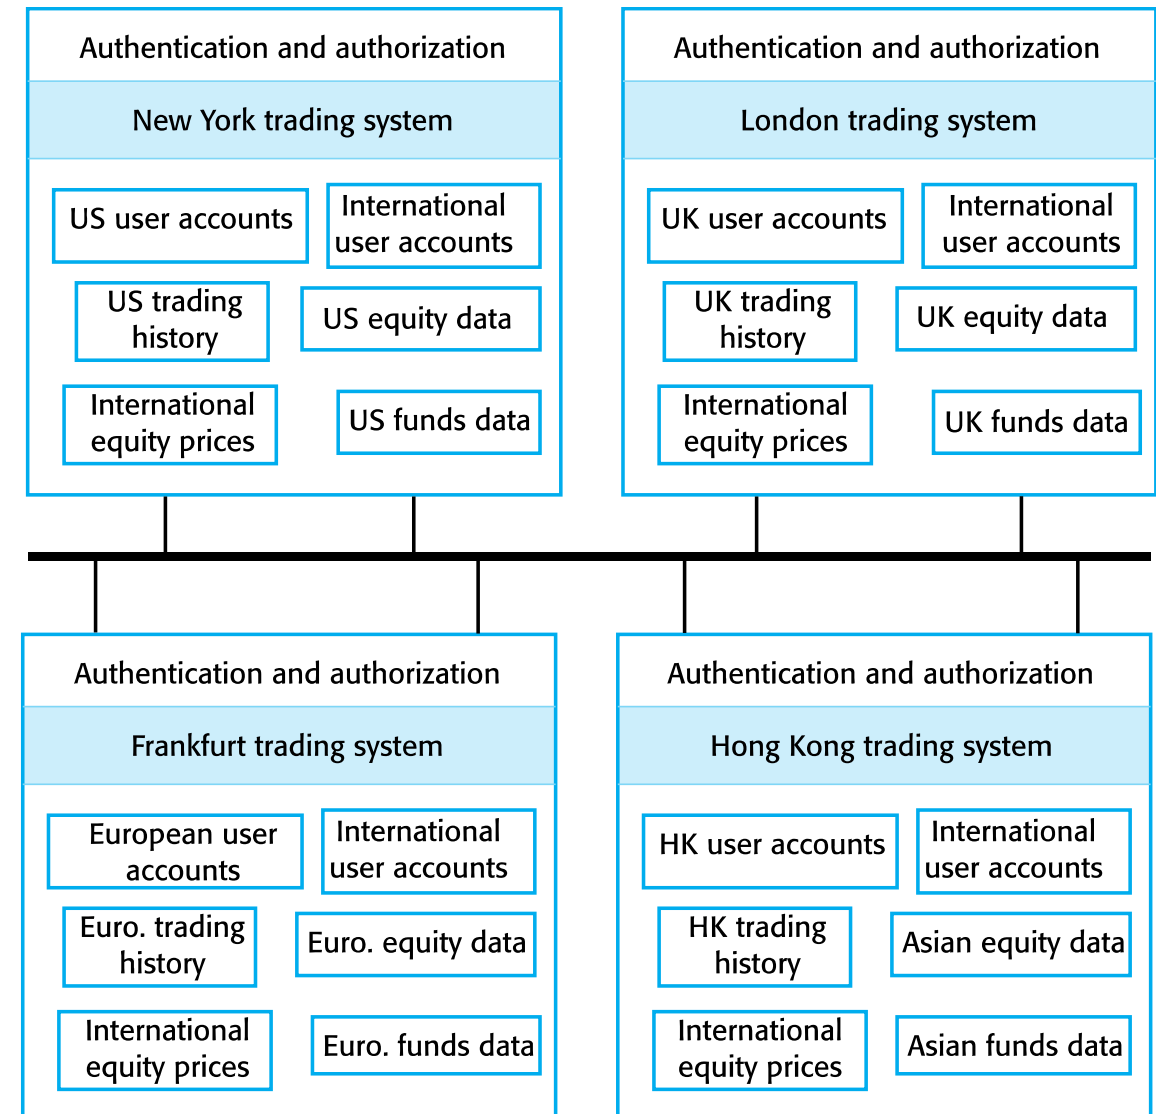 Authentication and authorization
New York trading system
US user accounts
International
user accounts
US trading
history
US equity data
International
equity prices
US funds data
Authentication and authorization
London trading system
UK user accounts
International
user accounts
UK trading
history
UK equity data
International
equity prices
UK funds data
Authentication and authorization
Frankfurt trading system
European user
accounts
International
user accounts
Euro. trading
history
Euro. equity data
International
equity prices
Euro. funds data
Authentication and authorization
Hong Kong trading system
HK user accounts
International
user accounts
HK trading
history
Asian equity data
International
equity prices
Asian funds data